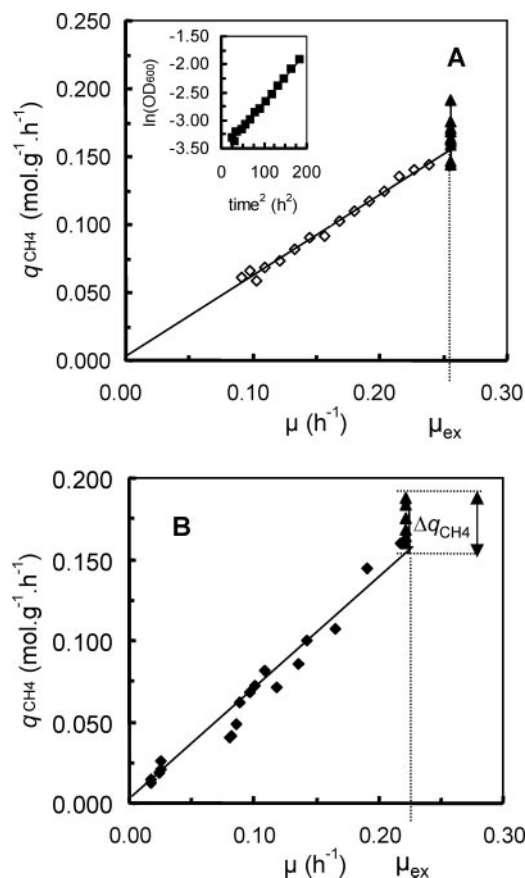 A
0.250
0.200
0.150
0.100
0.050
0.000
qCH4 (mol.g-1.h-1)
0.00
0.10
0.20
0.30
μ (h-1)
μex
-1.50
-2.00
-2.50
-3.00
-3.50
ln(OD600)
0
100
200
time2 (h2)
B
0.200
0.150
0.100
0.050
0.000
qCH4 (mol.g-1.h-1)
ΔqCH4
0.00
0.10
0.20
0.30
μ (h-1)
μex